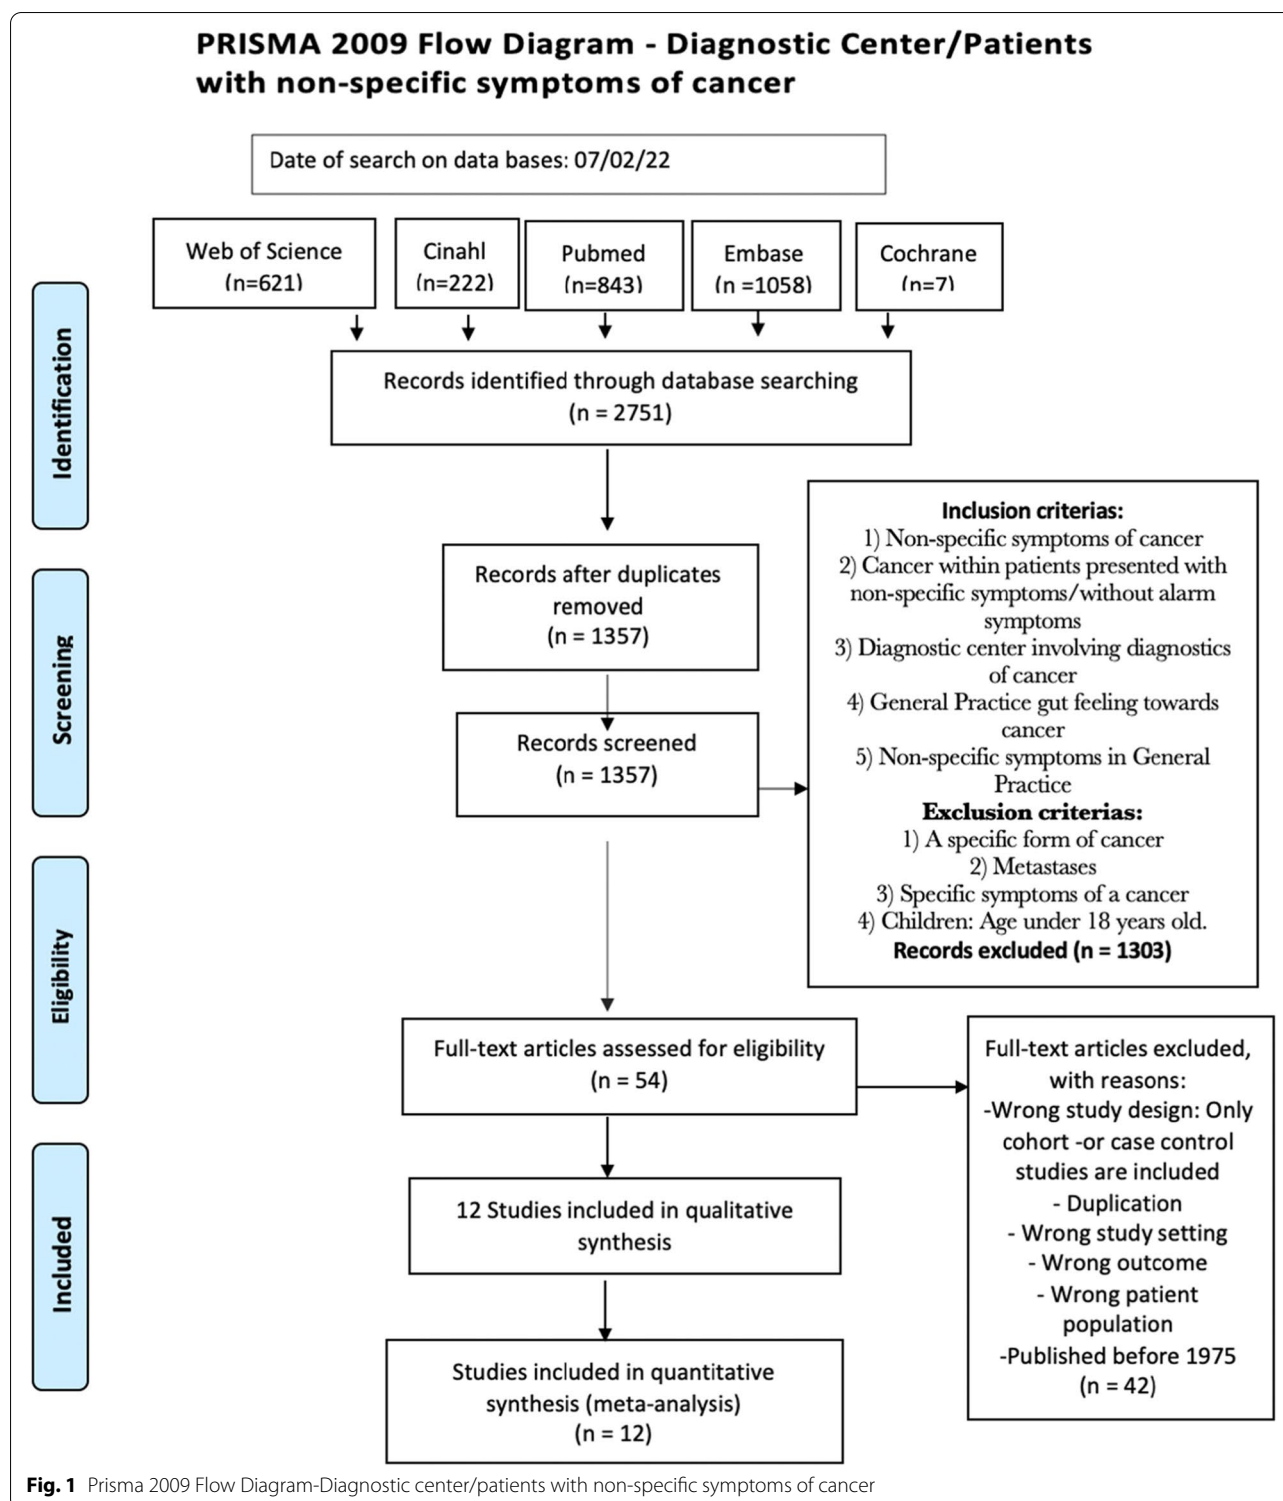 PRISMA 2009 Flow Diagram - Diagnostic Center/Patients
with non-specific symptoms of cancer
Date of search on data bases: 07/02/22
Web of Science
(n=621)
Cinahl
(n=222)
Pubmed
(n=843)
Embase
(n =1058)
Cochrane
(n=7)
Identification
Records identified through database searching
(n = 2751)
Screening
Records after duplicates
removed
(n = 1357)
Records screened
(n = 1357)
Inclusion criterias:
1) Non-specific symptoms of cancer
2) Cancer within patients presented with
non-specific symptoms/without alarm
symptoms
3) Diagnostic center involving diagnostics
of cancer
4) General Practice gut feeling towards
cancer
5) Non-specific symptoms in General
Practice
Exclusion criterias:
1) A specific form of cancer
2) Metastases
3) Specific symptoms of a cancer
4) Children: Age under 18 years old.
Records excluded (n = 1303)
Eligibility
Full-text articles assessed for eligibility
(n = 54)
Full-text articles excluded,
with reasons:
-Wrong study design: Only
cohort -or case control
studies are included
- Duplication
- Wrong study setting
- Wrong outcome
- Wrong patient
population
-Published before 1975
(n = 42)
Included
12 Studies included in qualitative
synthesis
Studies included in quantitative
synthesis (meta-analysis)
(n = 12)
Fig. 1 Prisma 2009 Flow Diagram-Diagnostic center/patients with non-specific symptoms of cancer